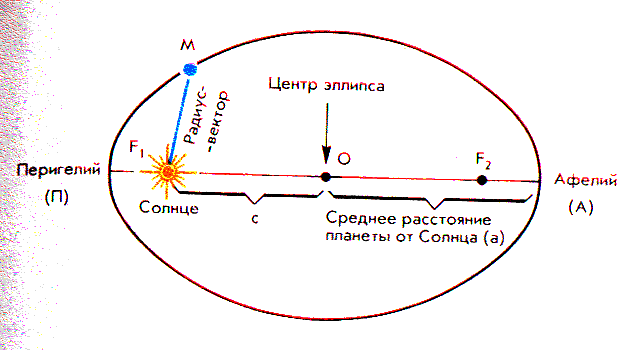 M
Центр эллипса
Радиус-
-вектор
F1
O
F2
Перигелий
(П)
Афелий
(А)
Солнце
c
Среднее расстояние
планеты от Солнца (а)